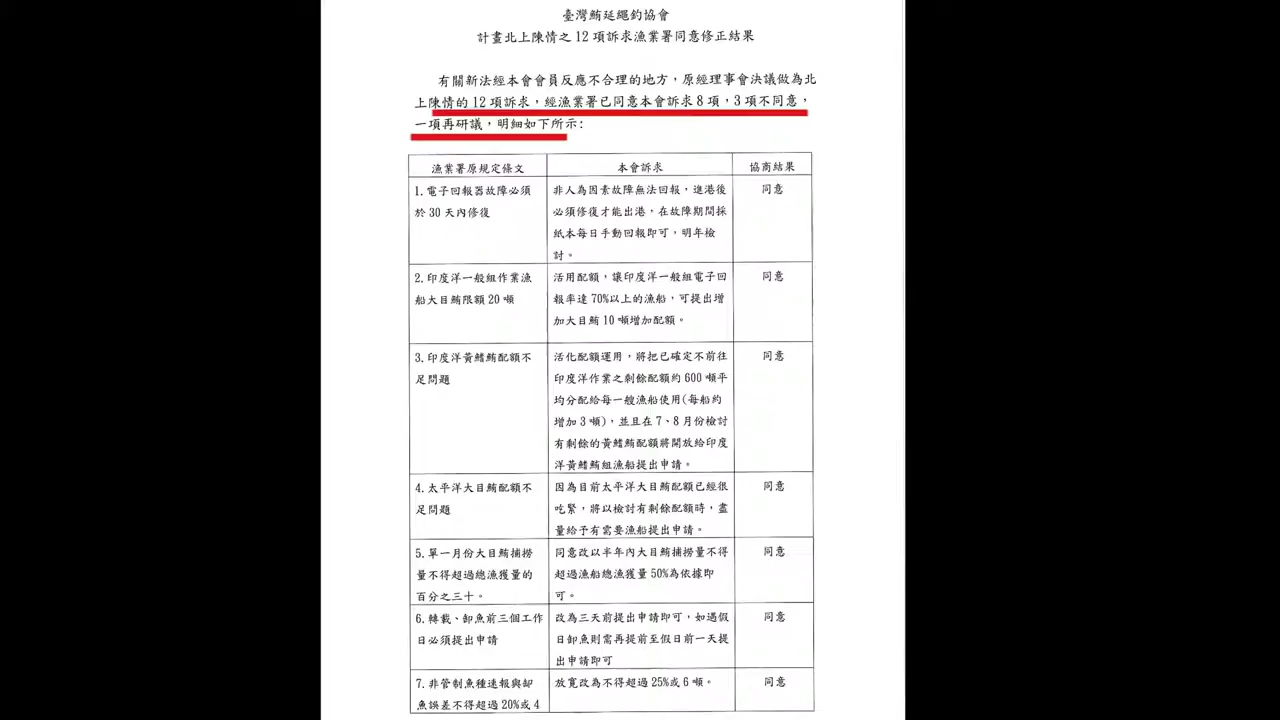 臺灣鮪延繩釣協會
計畫北上陳情之12項訴求漁業署同意修正結果
有關新法經本會會員反應不合理的地方，原經理事會決議做為北
上陳情的12項訴求，經漁業署已同意本會訴求8項，3項不同意，
一項再研議，明細如下所示:
漁業署原規定條文
本會訴求
協商結果
1.電子回報器故障必須
於30天內修復
非人為因素故障無法回報，進港後
必須修復才能出港，在故障期間採
紙本每日手動回報即可，明年檢
討。
同意
2.印度洋一般組作業漁
船大目鮪限額20噸
活用配額，讓印度洋一般組電子回
報率達70%以上的漁船，可提出增
加大目鮪10噸增加配額。
同意
3.印度洋黃鰭鮪配額不
足問題
活化配額運用，將把已確定不前往
印度洋作業之剩餘配額約600噸平
均分配給每一艘漁船使用(每船約
增加3噸)，並且在7、8月份檢討
有剩餘的黃鰭鮪配額將開放給印度
洋黃鰭鮪組漁船提出申請。
同意
4.太平洋大目鮪配額不
足問題
因為目前太平洋大目鮪配額已經很
吃緊，將以檢討有剩餘配額時，盡
量給予有需要漁船提出申請。
同意
5.單一月份大目鮪捕撈
量不得超過總漁獲量的
百分之三十。
同意改以半年內大目鮪捕撈量不得
超過漁船總漁獲量50%為依據即
可。
同意
6.轉載、卸魚前三個工作
日必須提出申請
改為三天前提出申請即可，如遇假
日卸魚則需再提前至假日前一天提
出申請即可
同意
7.非管制魚種速報與卸
魚誤差不得超過20%或4
放寬改為不得超過25%或6噸。
同意